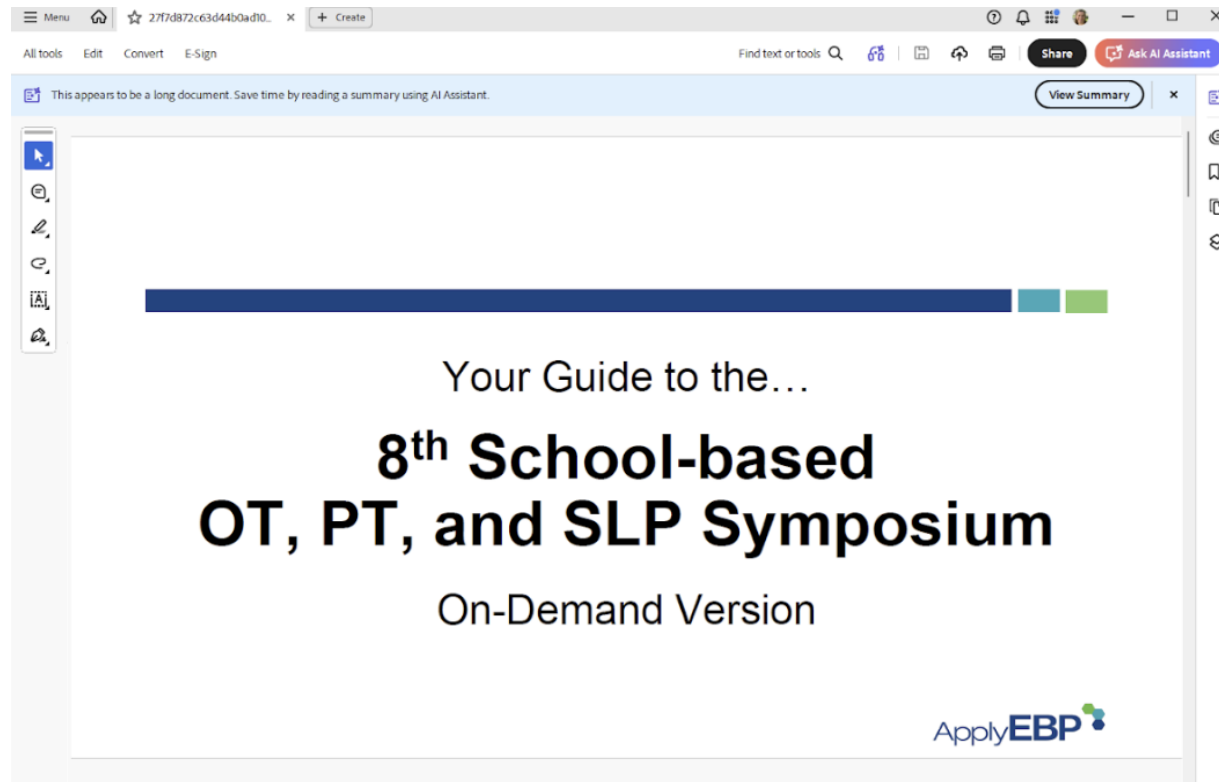 Menu
27f7d872c63d44b0ad10...
+ Create
All tools Edit Convert E-Sign
Find text or tools
Share
Ask AI Assistant
This appears to be a long document. Save time by reading a summary using AI Assistant.
View Summary
Your Guide to the…
8th School-based
OT, PT, and SLP Symposium
On-Demand Version
ApplyEBP